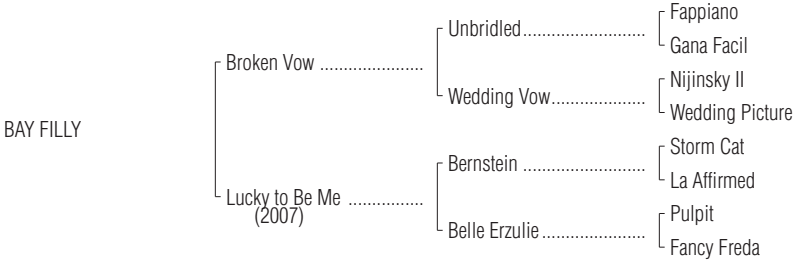 Fappiano
Unbridled..........................
Gana Facil
Broken Vow ......................
Nijinsky II
Wedding Vow....................
Wedding Picture
BAY FILLY
Storm Cat
Bernstein ..........................
La Affirmed
Lucky to Be Me ................
(2007)
Pulpit
Belle Erzulie......................
Fancy Freda